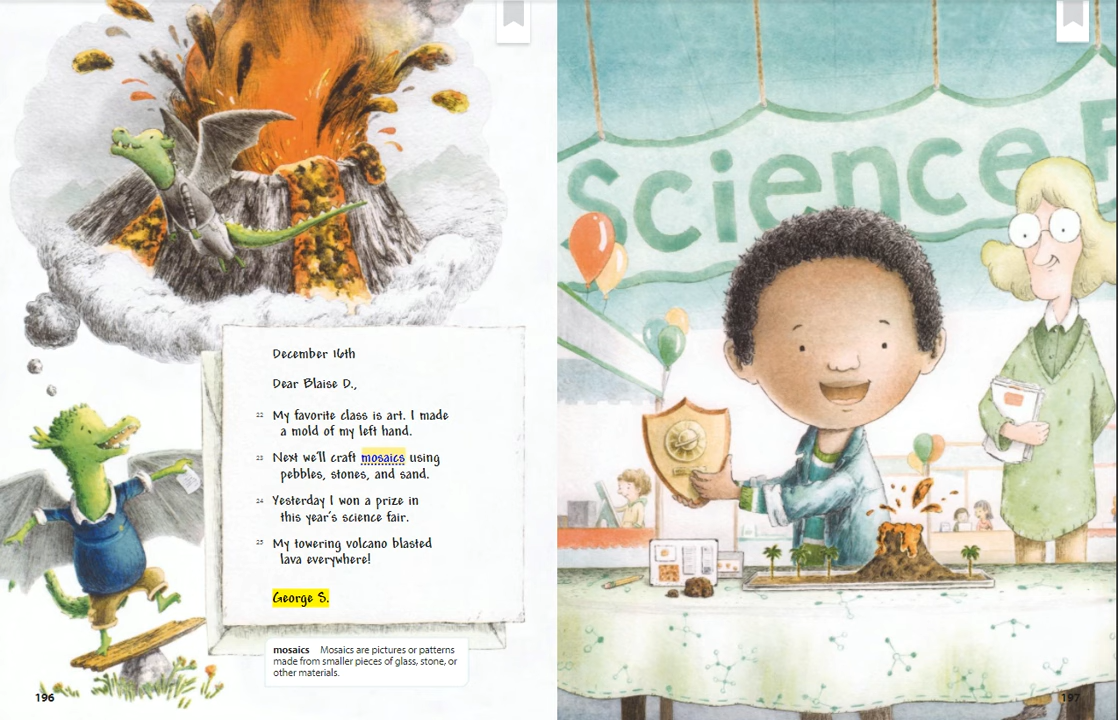 December 16th
Dear Blaise D.,
22 My favorite class is art. I made
a mold of my left hand.
23 Next we'll craft mosaics using
pebbles, stones, and sand.
24 Yesterday I won a prize in
this year's science fair.
25 My towering volcano blasted
lava everywhere!
George S.
mosaics Mosaics are pictures or patterns
made from smaller pieces of glass, stone, or
other materials.
196
Science F
197